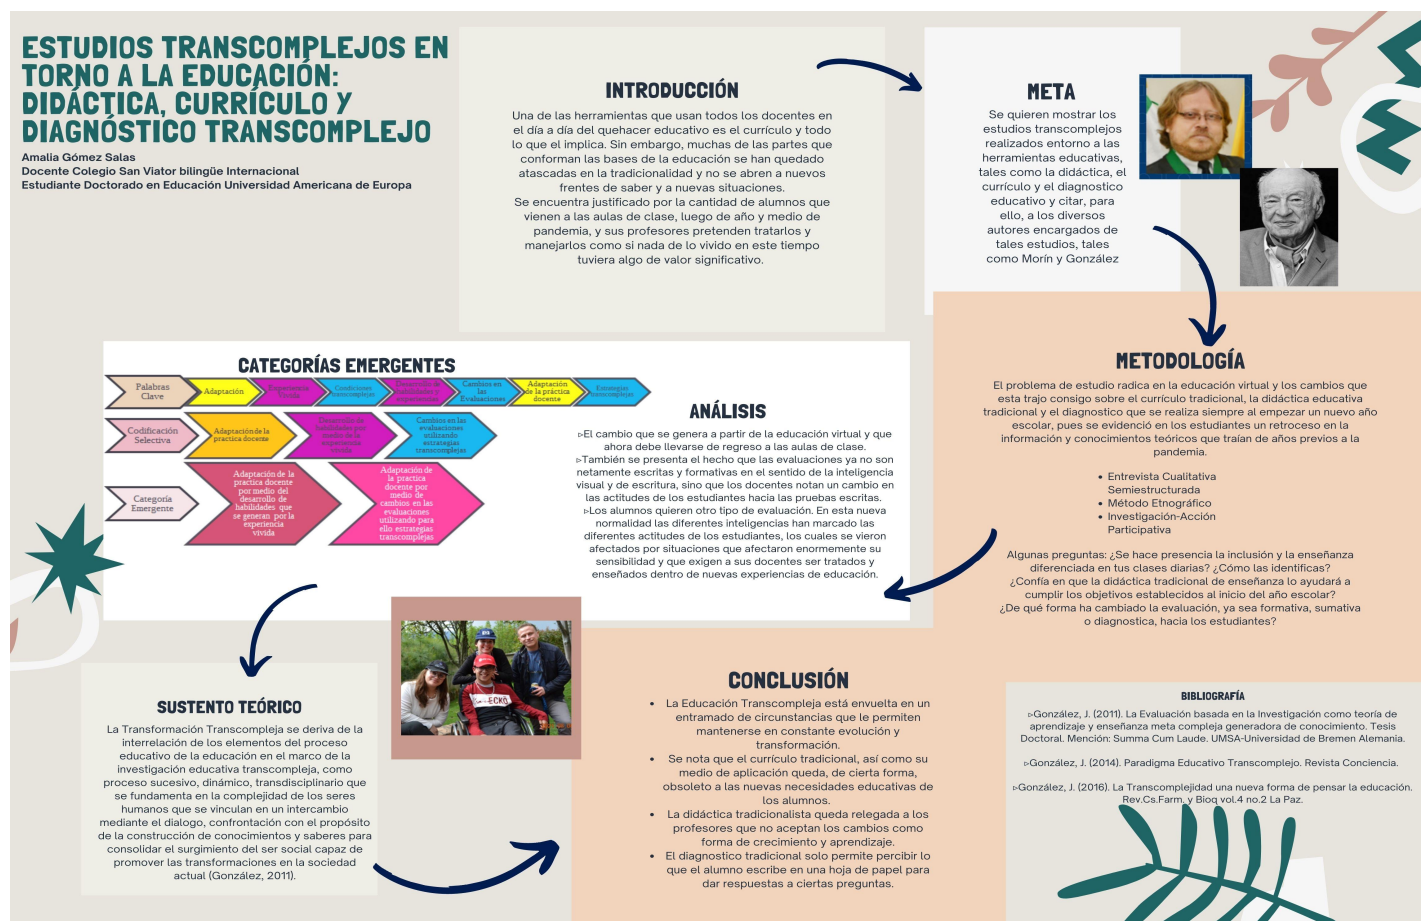 ESTUDIOS TRANSCOMPLEJOS EN
TORNO A LA EDUCACIÓN:
DIDÁCTICA, CURRÍCULO Y
DIAGNÓSTICO TRANSCOMPLEJO
Amalia Gómez Salas
Docente Colegio San Viator bilingüe Internacional
Estudiante Doctorado en Educación Universidad Americana de Europa
INTRODUCCIÓN
Una de las herramientas que usan todos los docentes en
el día a día del quehacer educativo es el currículo y todo
lo que el implica. Sin embargo, muchas de las partes que
conforman las bases de la educación se han quedado
atascadas en la tradicionalidad y no se abren a nuevos
frentes de saber y a nuevas situaciones.
Se encuentra justificado por la cantidad de alumnos que
vienen a las aulas de clase, luego de año y medio de
pandemia, y sus profesores pretenden tratarlos y
manejarlos como si nada de lo vivido en este tiempo
tuviera algo de valor significativo.
META
Se quieren mostrar los
estudios transcomplejos
realizados entorno a las
herramientas educativas,
tales como la didáctica, el
currículo y el diagnostico
educativo y citar, para
ello, a los diversos
autores encargados de
tales estudios, tales
como Morín y González
METODOLOGÍA
El problema de estudio radica en la educación virtual y los cambios que
esta trajo consigo sobre el currículo tradicional, la didáctica educativa
tradicional y el diagnostico que se realiza siempre al empezar un nuevo año
escolar, pues se evidenció en los estudiantes un retroceso en la
información y conocimientos teóricos que traían de años previos a la
pandemia.
• Entrevista Cualitativa
Semiestructurada
• Método Etnográfico
• Investigación-Acción
Participativa
Algunas preguntas: ¿Se hace presencia la inclusión y la enseñanza
diferenciada en tus clases diarias? ¿Cómo las identificas?
¿Confía en que la didáctica tradicional de enseñanza lo ayudará a
cumplir los objetivos establecidos al inicio del año escolar?
¿De qué forma ha cambiado la evaluación, ya sea formativa, sumativa
o diagnostica, hacia los estudiantes?
CATEGORÍAS EMERGENTES
Palabras
Clave
Adaptación
Experiencia
Vivida
Condiciones
transcomplejas
Desarrollo de
habilidades y
experiencias
Cambios en
las
Evaluaciones
Adaptación
de la práctica
docente
Estrategias
transcomplejas
Codificación
Selectiva
Adaptación de la
practica docente
Desarrollo de
habilidades por
medio de la
experiencia
vivida
Cambio en las
evaluaciones
utilizando
estrategias
transcomplejas
Categoría
Emergente
Adaptación de la
practica docente
por medio del
desarrollo de
habilidades que
se generan por la
experiencia
vivida
Adaptación de
la practica
docente por
medio de
cambios en las
evaluaciones
utilizando para
ello estrategias
transcomplejas
ANÁLISIS
▹El cambio que se genera a partir de la educación virtual y que
ahora debe llevarse de regreso a las aulas de clase.
▹También se presenta el hecho que las evaluaciones ya no son
netamente escritas y formativas en el sentido de la inteligencia
visual y de escritura, sino que los docentes notan un cambio en
las actitudes de los estudiantes hacia las pruebas escritas.
▹Los alumnos quieren otro tipo de evaluación. En esta nueva
normalidad las diferentes inteligencias han marcado las
diferentes actitudes de los estudiantes, los cuales se vieron
afectados por situaciones que afectaron enormemente su
sensibilidad y que exigen a sus docentes ser tratados y
enseñados dentro de nuevas experiencias de educación.
SUSTENTO TEÓRICO
La Transformación Transcompleja se deriva de la
interrelación de los elementos del proceso
educativo de la educación en el marco de la
investigación educativa transcompleja, como
proceso sucesivo, dinámico, transdisciplinario que
se fundamenta en la complejidad de los seres
humanos que se vinculan en un intercambio
mediante el dialogo, confrontación con el propósito
de la construcción de conocimientos y saberes para
consolidar el surgimiento del ser social capaz de
promover las transformaciones en la sociedad
actual (González, 2011).
ECKŌ
CONCLUSIÓN
• La Educación Transcompleja está envuelta en un
entramado de circunstancias que le permiten
mantenerse en constante evolución y
transformación.
• Se nota que el currículo tradicional, así como su
medio de aplicación queda, de cierta forma,
obsoleto a las nuevas necesidades educativas de
los alumnos.
• La didáctica tradicionalista queda relegada a los
profesores que no aceptan los cambios como
forma de crecimiento y aprendizaje.
• El diagnostico tradicional solo permite percibir lo
que el alumno escribe en una hoja de papel para
dar respuestas a ciertas preguntas.
BIBLIOGRAFÍA
▹González, J. (2011). La Evaluación basada en la Investigación como teoría de
aprendizaje y enseñanza meta compleja generadora de conocimiento. Tesis
Doctoral. Mención: Summa Cum Laude. UMSA-Universidad de Bremen Alemania.
▹González, J. (2014). Paradigma Educativo Transcomplejo. Revista Conciencia.
▹González, J. (2016). La Transcomplejidad una nueva forma de pensar la educación.
Rev.Cs.Farm. y Bioq vol.4 no.2 La Paz.